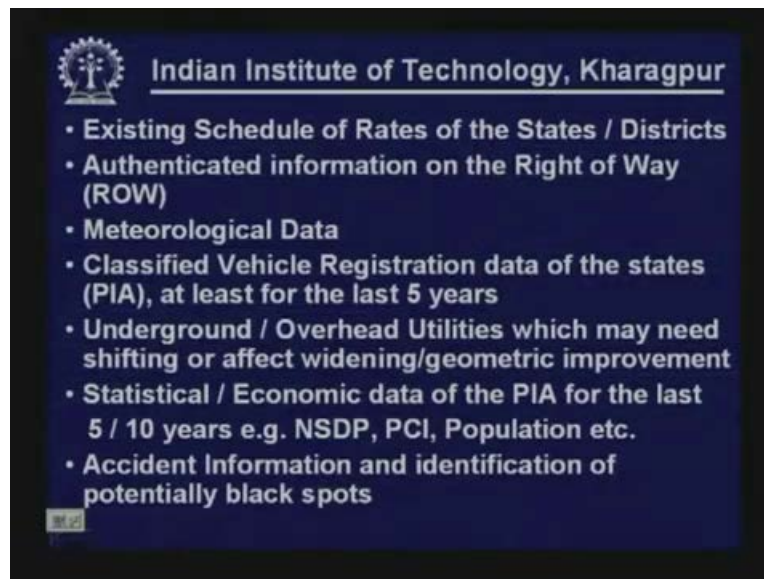 Indian Institute of Technology, Kharagpur
• Existing Schedule of Rates of the States / Districts
• Authenticated information on the Right of Way
(ROW)
• Meteorological Data
• Classified Vehicle Registration data of the states
(PIA), at least for the last 5 years
• Underground / Overhead Utilities which may need
shifting or affect widening/geometric improvement
• Statistical / Economic data of the PIA for the last
5 / 10 years e.g. NSDP, PCI, Population etc.
• Accident Information and identification of
potentially black spots